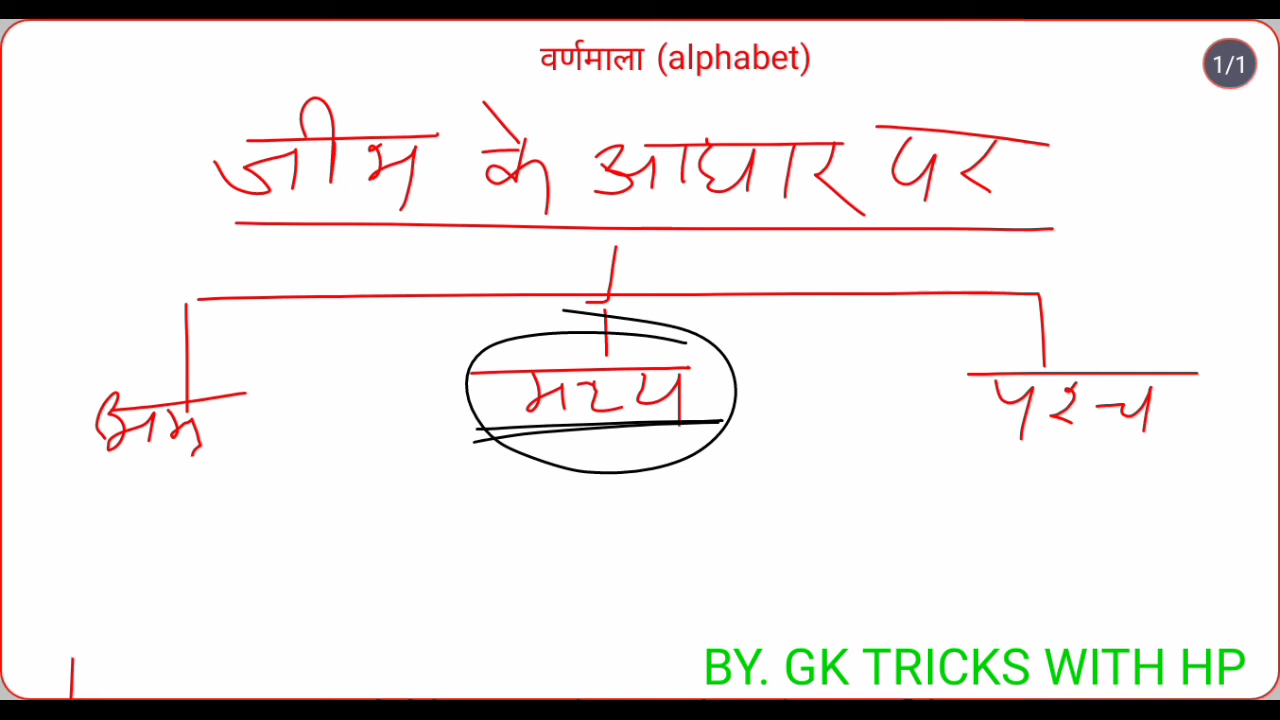 वर्णमाला (alphabet)
1/1
जीभ के आधार पर
अग्र मध्य पश्च
BY. GK TRICKS WITH HP